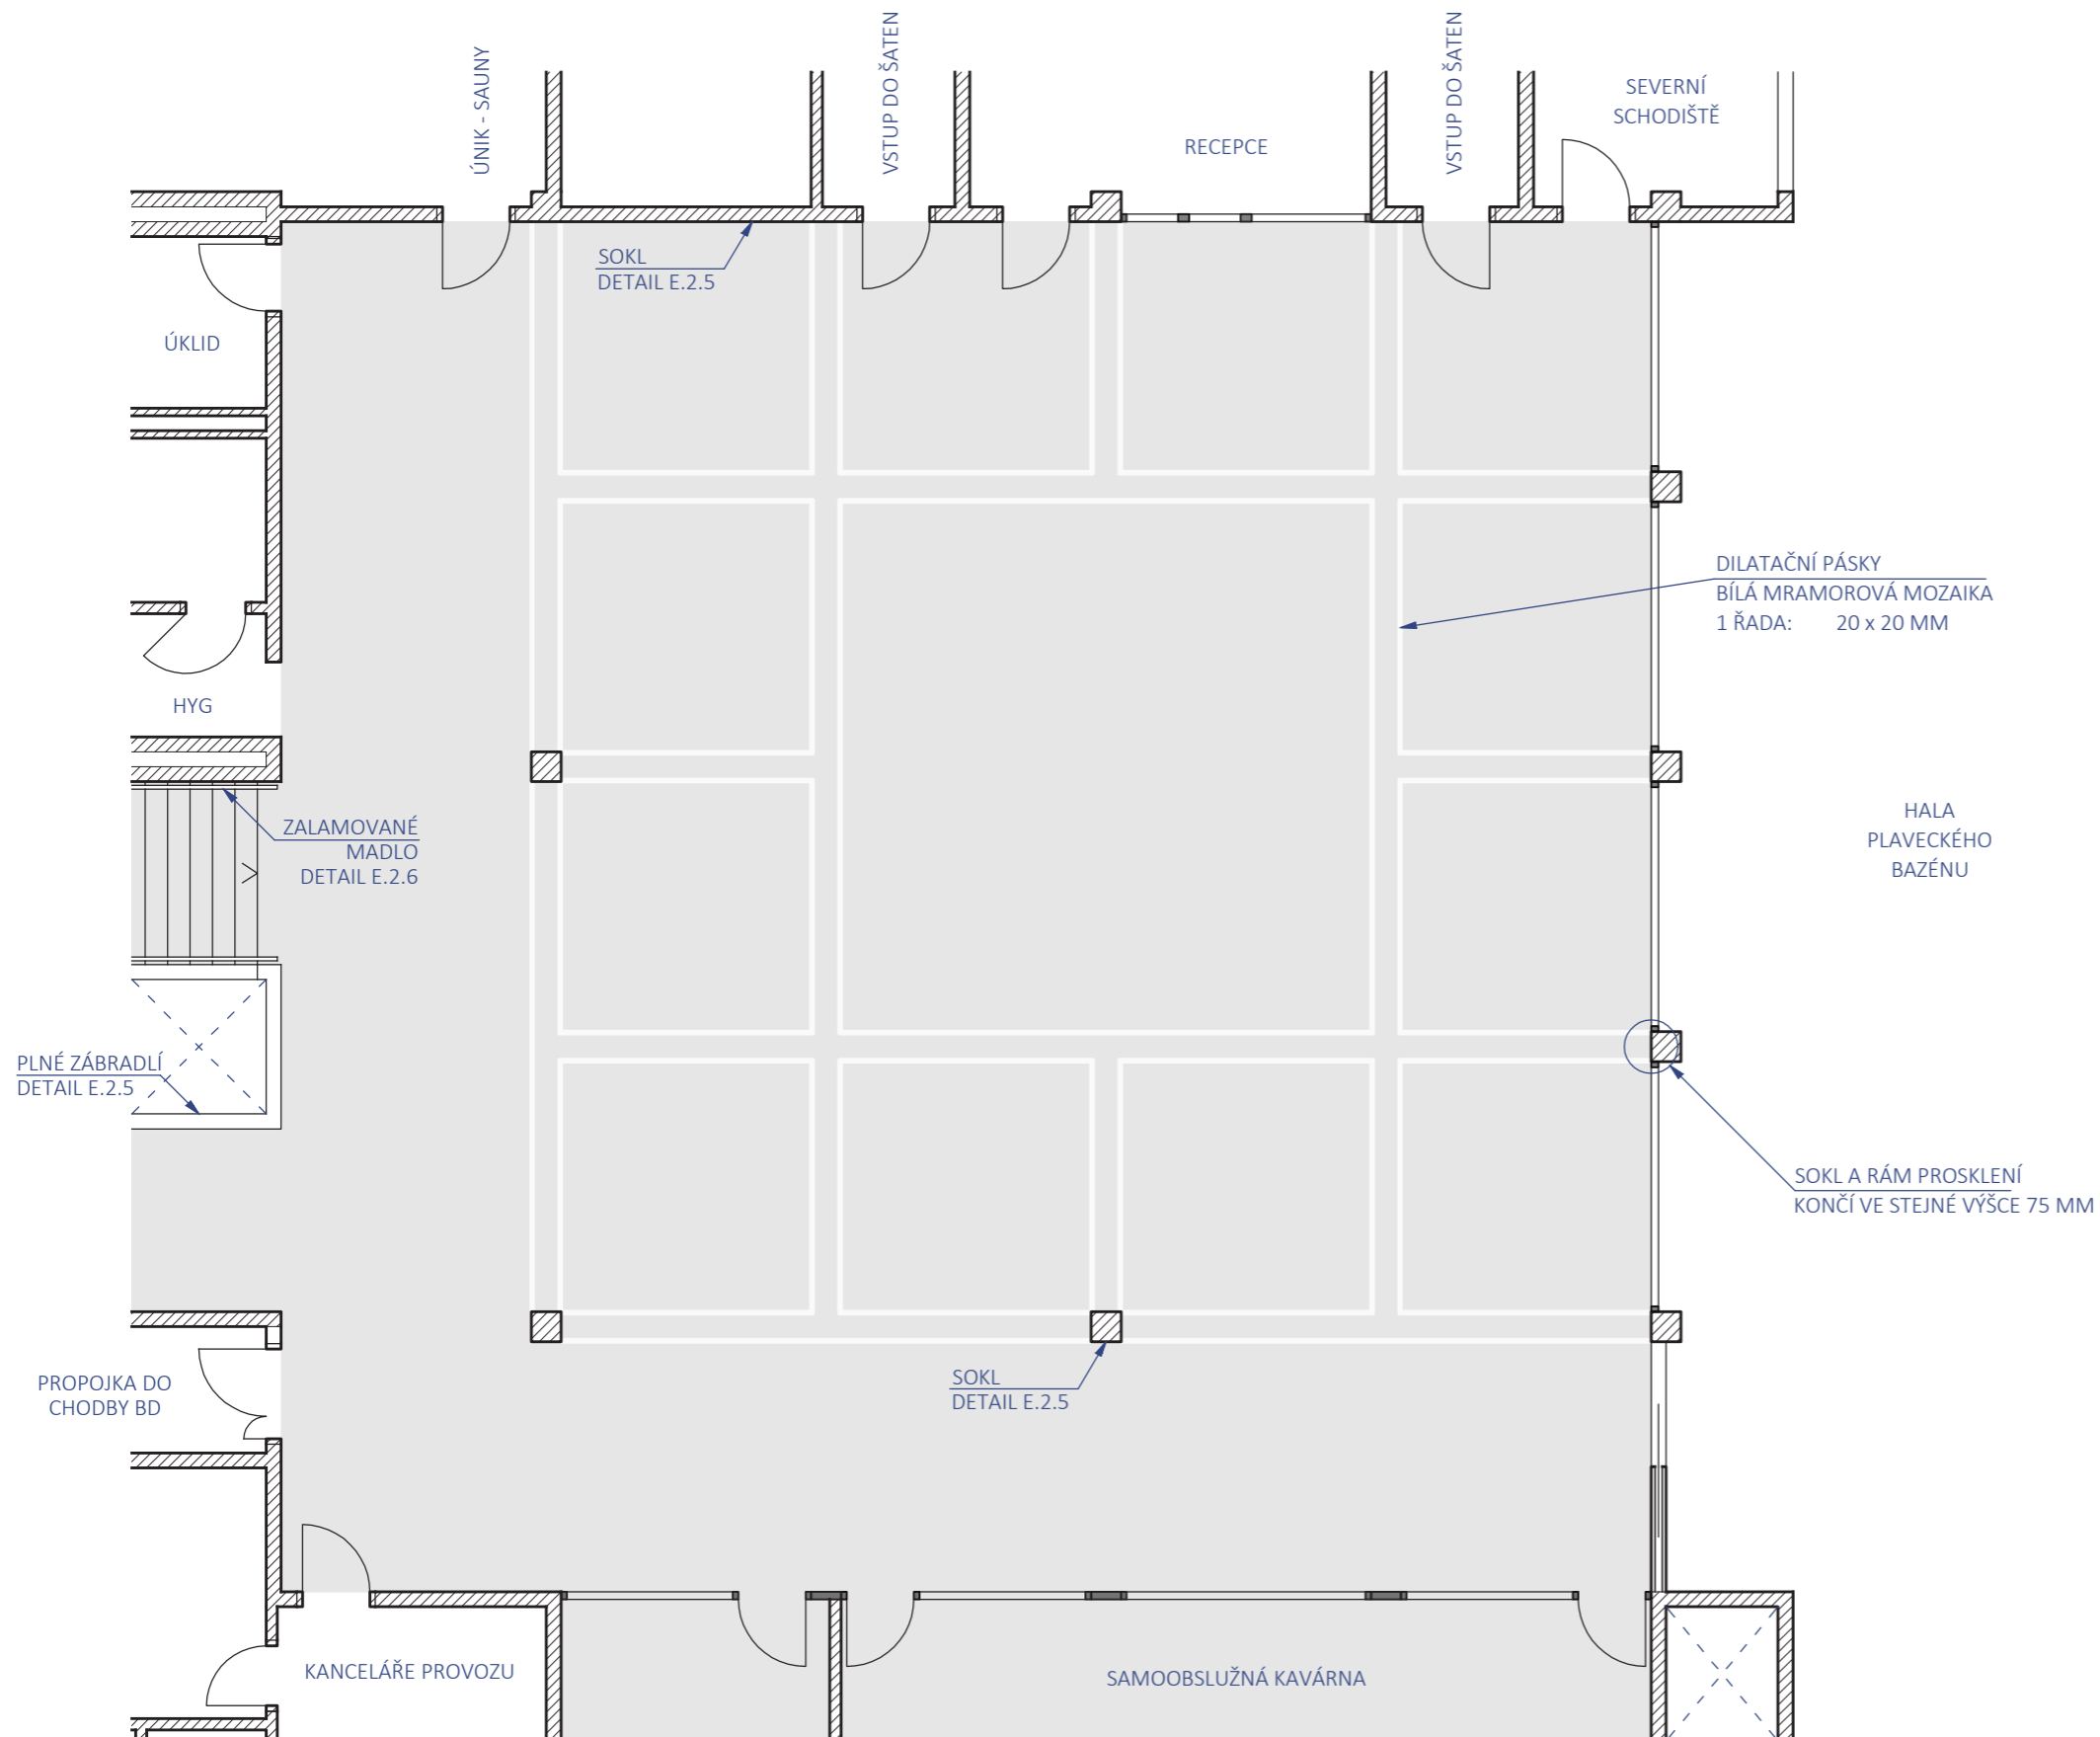 ÚNIK - SAUNY
VSTUP DO ŠATEN
RECEPCE
VSTUP DO ŠATEN
SEVERNÍ
SCHODIŠTĚ
SOKL
DETAIL E.2.5
ÚKLID
DILATAČNÍ PÁSKY
BÍLÁ MRAMOROVÁ MOZAIKA
1 ŘADA: 20 x 20 MM
HYG
ZALAMOVANÉ
MADLO
DETAIL E.2.6
HALA
PLAVECKÉHO
BAZÉNU
PLNÉ ZÁBRADLÍ
DETAIL E.2.5
SOKL A RÁM PROSKLENÍ
KONČÍ VE STEJNÉ VÝŠCE 75 MM
PROPOJKA DO
CHODBY BD
SOKL
DETAIL E.2.5
KANCELÁŘE PROVOZU
SAMOOBSLUŽNÁ KAVÁRNA